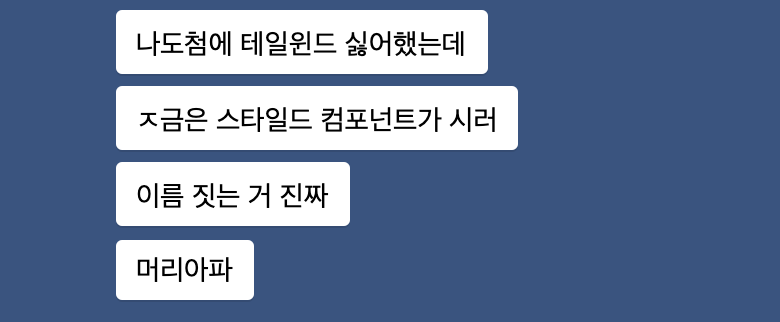 나도첨에 테일윈드 싫어했는데
ㅈ금은 스타일드 컴포넌트가 시러
이름 짓는 거 진짜
머리아파